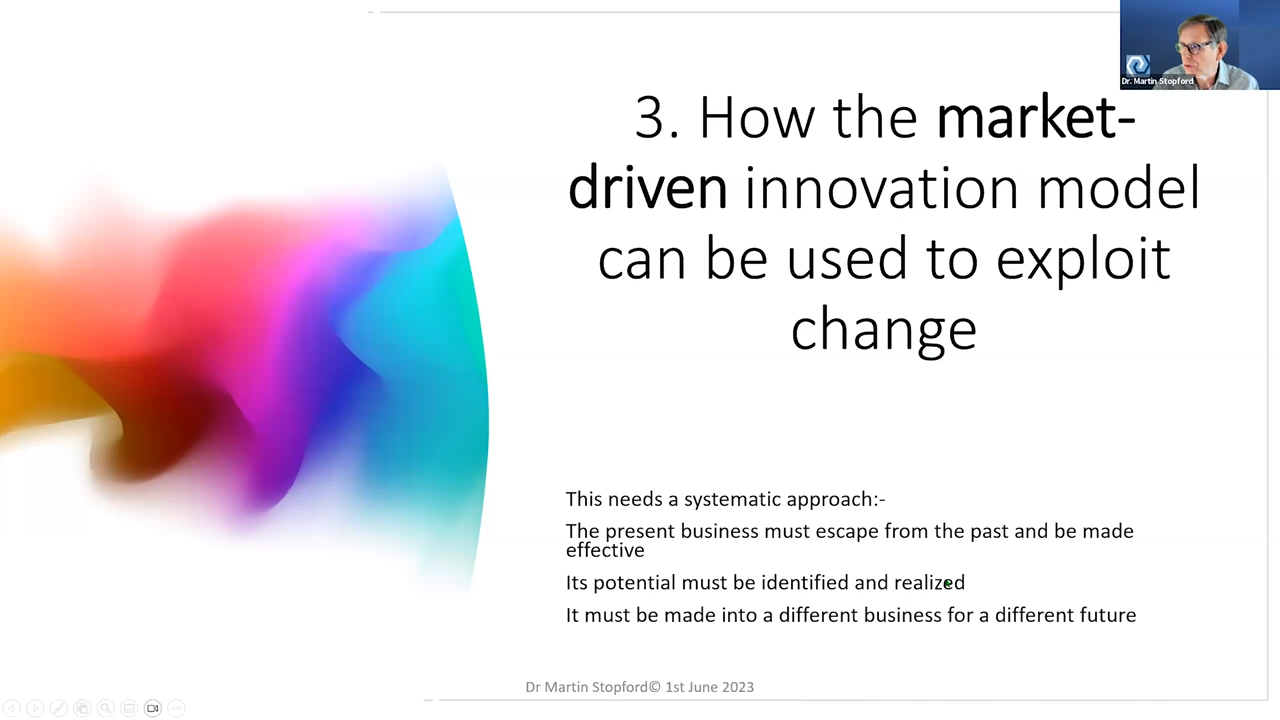 Dr. Martin Stopford
3. How the market-
driven innovation model
can be used to exploit
change
This needs a systematic approach:-
The present business must escape from the past and be made
effective
Its potential must be identified and realized
It must be made into a different business for a different future
Dr Martin Stopford© 1st June 2023